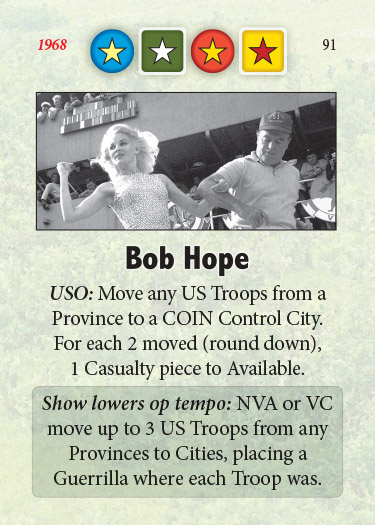 1968
91
Bob Hope
USO: Move any US Troops from a
Province to a COIN Control City.
For each 2 moved (round down),
1 Casualty piece to Available.
Show lowers op tempo: NVA or VC
move up to 3 US Troops from any
Provinces to Cities, placing a
Guerrilla where each Troop was.